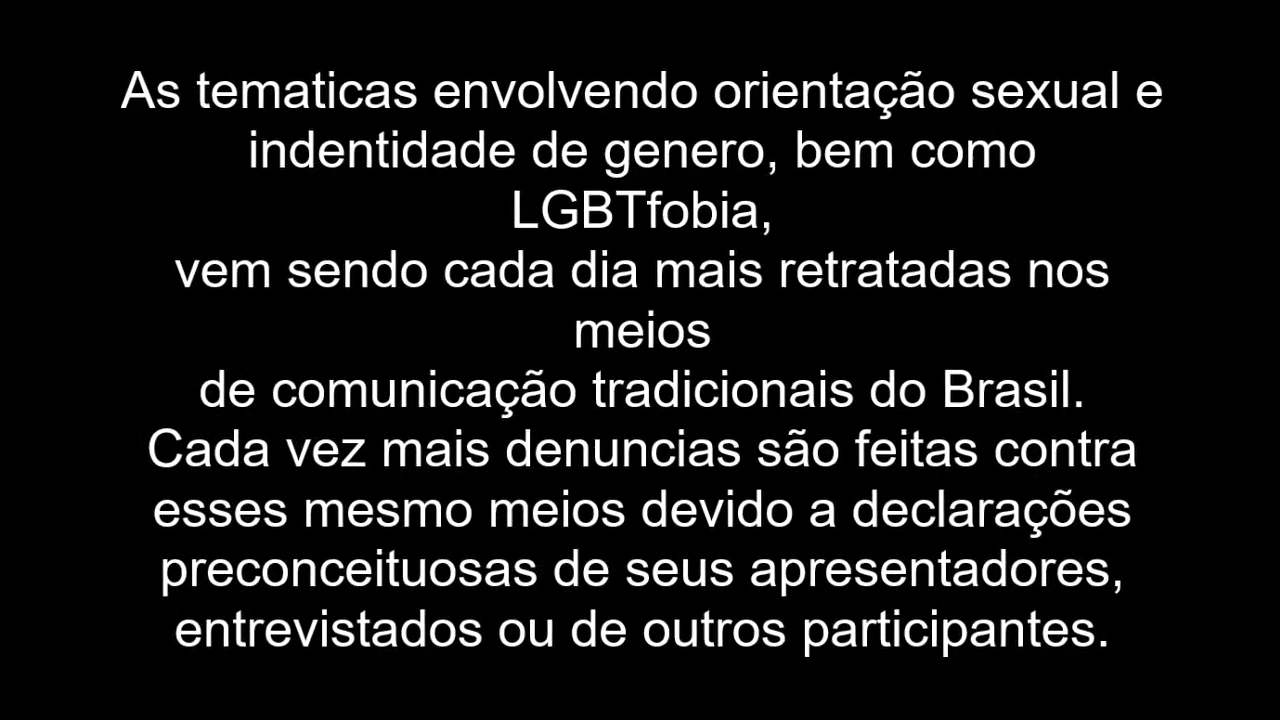 As tematicas envolvendo orientação sexual e
indentidade de genero, bem como
LGBTfobia,
vem sendo cada dia mais retratadas nos
meios
de comunicação tradicionais do Brasil.
Cada vez mais denuncias são feitas contra
esses mesmo meios devido a declarações
preconceituosas de seus apresentadores,
entrevistados ou de outros participantes.